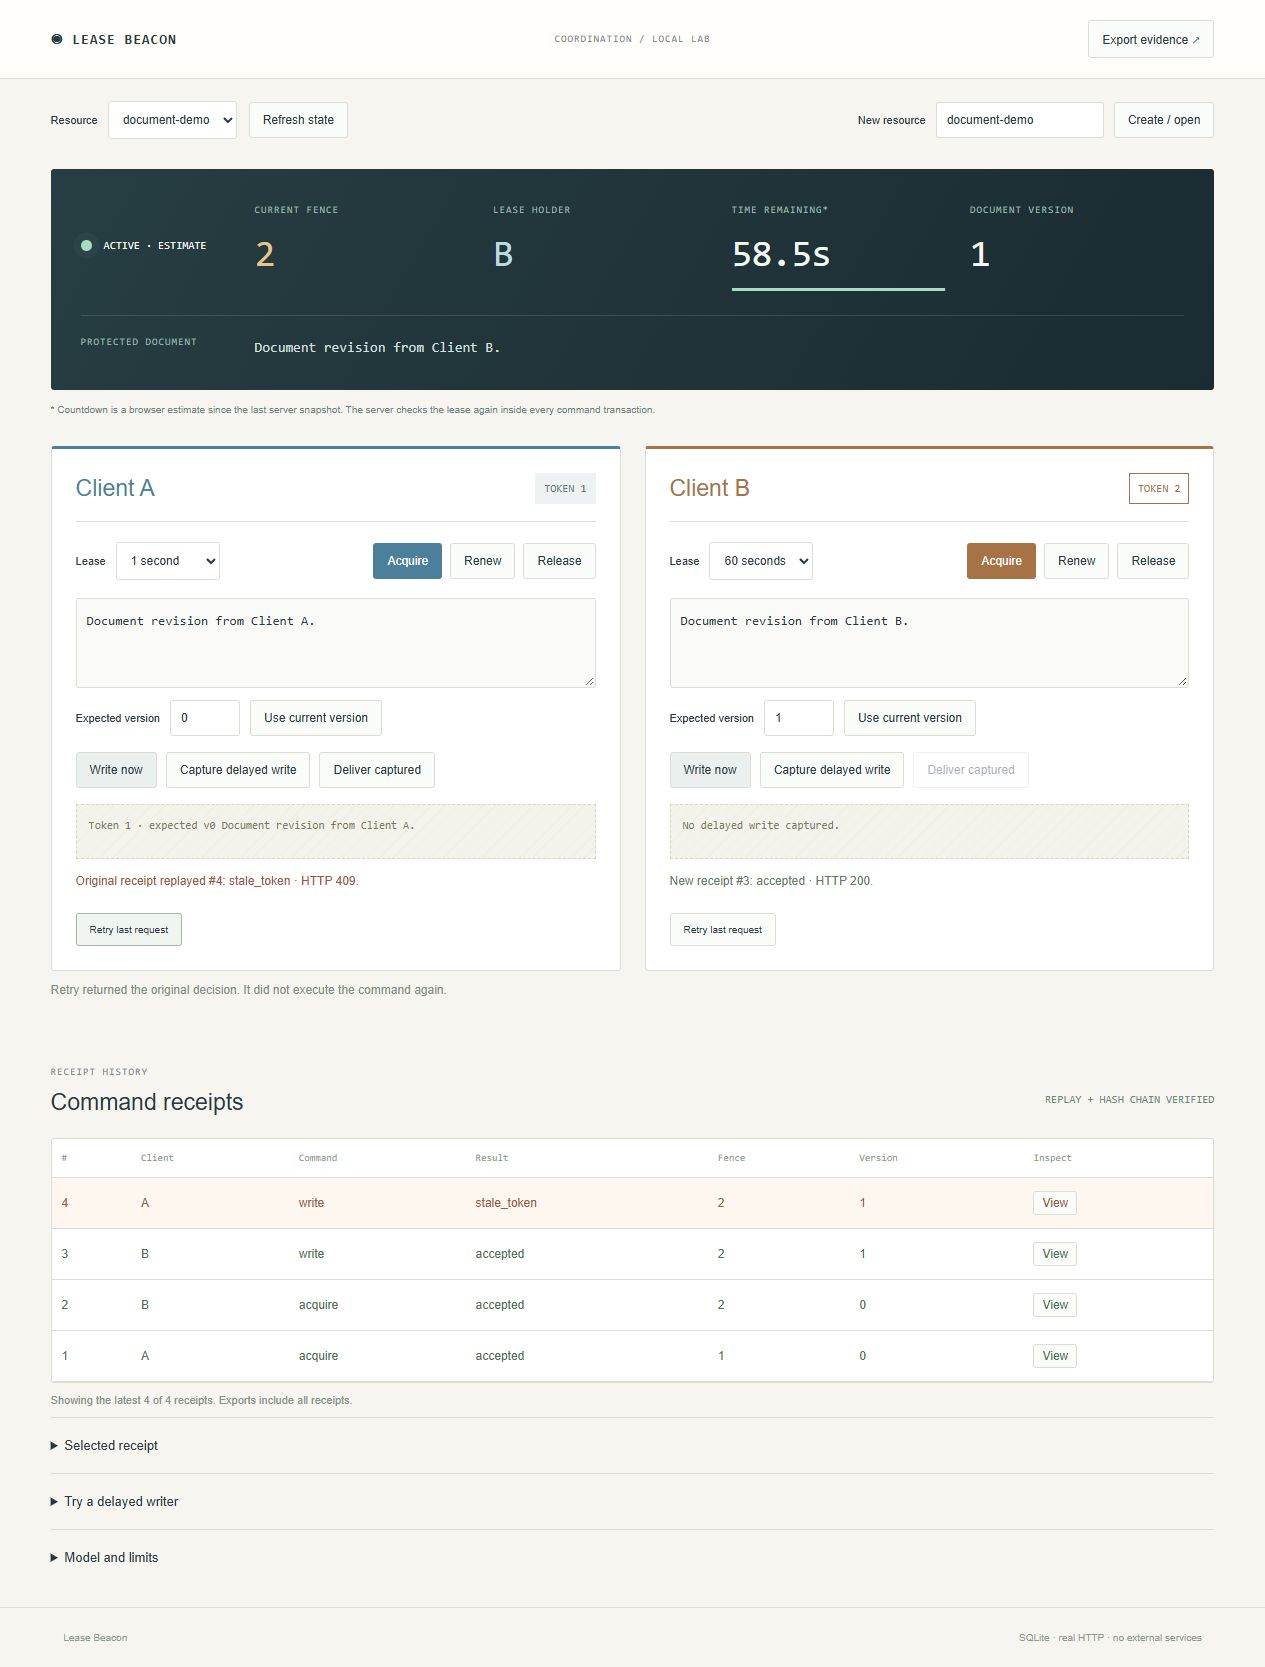 ◉ LEASE BEACON
COORDINATION / LOCAL LAB
Export evidence ↗
Resource
document-demo
Refresh state
New resource
document-demo
Create / open
ACTIVE · ESTIMATE
CURRENT FENCE
2
LEASE HOLDER
B
TIME REMAINING*
58.5s
DOCUMENT VERSION
1
PROTECTED DOCUMENT
Document revision from Client B.
* Countdown is a browser estimate since the last server snapshot. The server checks the lease again inside every command transaction.
Client A
TOKEN 1
Lease
1 second
Acquire
Renew
Release
Document revision from Client A.
Expected version
0
Use current version
Write now
Capture delayed write
Deliver captured
Token 1 · expected v0 Document revision from Client A.
Original receipt replayed #4: stale_token · HTTP 409.
Retry last request
Client B
TOKEN 2
Lease
60 seconds
Acquire
Renew
Release
Document revision from Client B.
Expected version
1
Use current version
Write now
Capture delayed write
Deliver captured
No delayed write captured.
New receipt #3: accepted · HTTP 200.
Retry last request
Retry returned the original decision. It did not execute the command again.
RECEIPT HISTORY
Command receipts
REPLAY + HASH CHAIN VERIFIED
# Client Command Result Fence Version Inspect
4 A write stale_token 2 1 View
3 B write accepted 2 1 View
2 B acquire accepted 2 0 View
1 A acquire accepted 1 0 View
Showing the latest 4 of 4 receipts. Exports include all receipts.
▶ Selected receipt
▶ Try a delayed writer
▶ Model and limits
Lease Beacon
SQLite · real HTTP · no external services